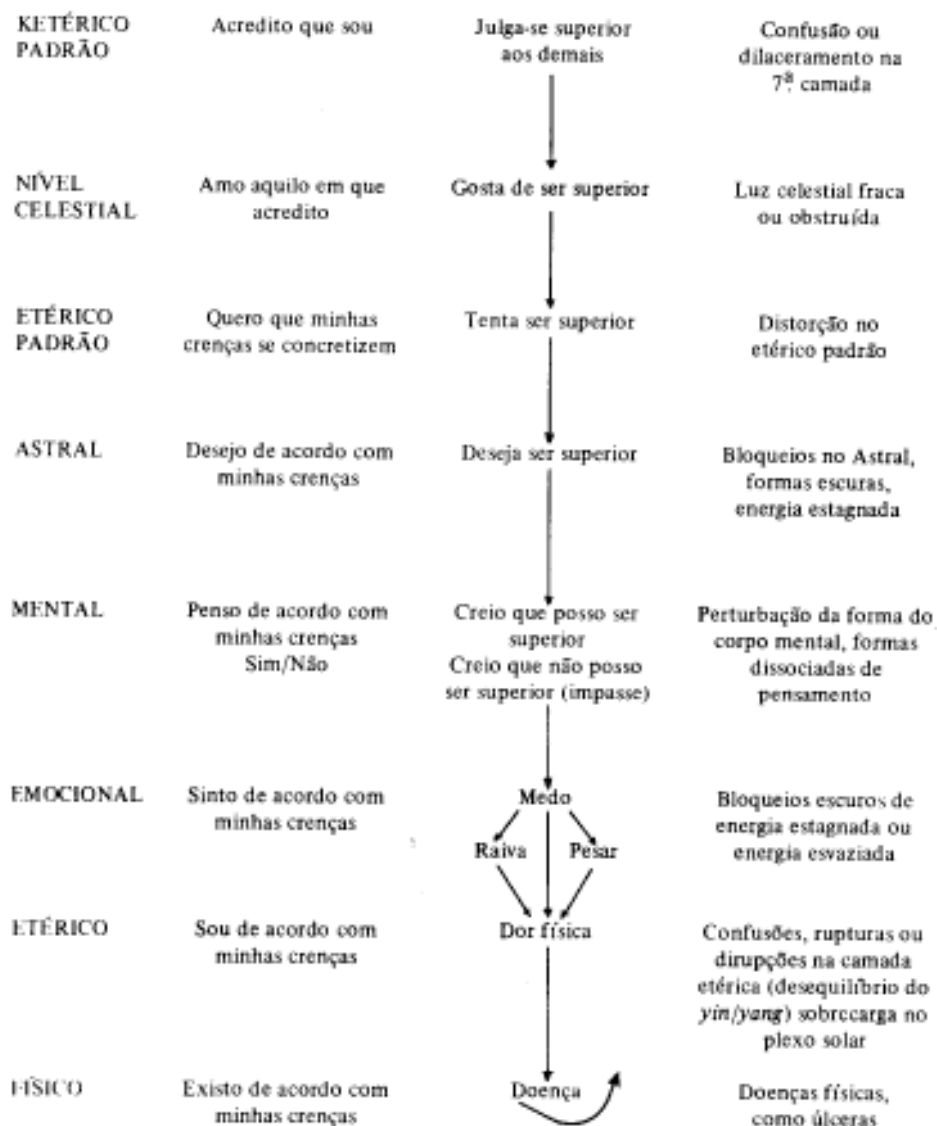 KETÉRICO PADRÃO
Acredito que sou
Julga-se superior
aos demais
Confusão ou
dilaceramento na
7ª camada
NÍVEL
CELESTIAL
Amo aquilo em que
acredito
Gosta de ser superior
Luz celestial fraca
ou obstruída
ETÉRICO
PADRÃO
Quero que minhas
crenças se concretizem
Tenta ser superior
Distorção no
etérico padrão
ASTRAL
Desejo de acordo com
minhas crenças
Deseja ser superior
Bloqueios no Astral,
formas escuras,
energia estagnada
MENTAL
Penso de acordo com
minhas crenças
Sim/Não
Creio que posso ser
superior
Creio que não posso
ser superior (impasse)
Perturbação da forma do
corpo mental, formas
dissociadas de
pensamento
EMOCIONAL
Sinto de acordo com
minhas crenças
Medo
Raiva Pesar
Bloqueios escuros de
energia estagnada ou
energia esvaziada
ETÉRICO
Sou de acordo com
minhas crenças
Dor física
Confusões, rupturas ou
dirupções na camada
etérica (desequilíbrio do
yin/yang) sobrecarga no
plexo solar
FÍSICO
Existo de acordo com
minhas crenças
Doença
Doenças físicas,
como úlceras